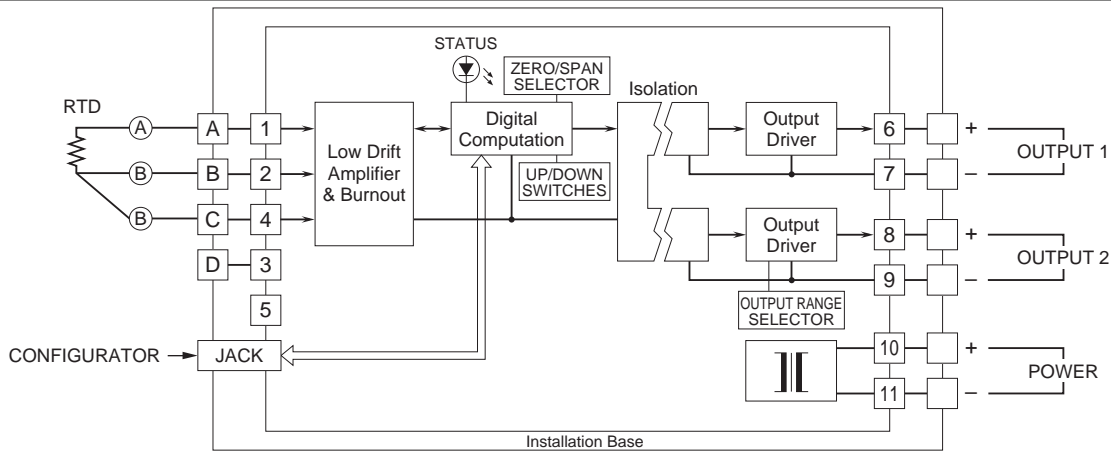 STATUS
ZERO/SPAN
SELECTOR
Isolation
RTD
A
A
1
Low Drift
Amplifier
& Burnout
Digital
Computation
Output
Driver
6
+
OUTPUT 1
B
B
2
UP/DOWN
SWITCHES
7
–
B
C
4
Output
Driver
8
+
OUTPUT 2
D
3
9
–
5
OUTPUT RANGE
SELECTOR
CONFIGURATOR
JACK
10
+
POWER
11
–
Installation Base